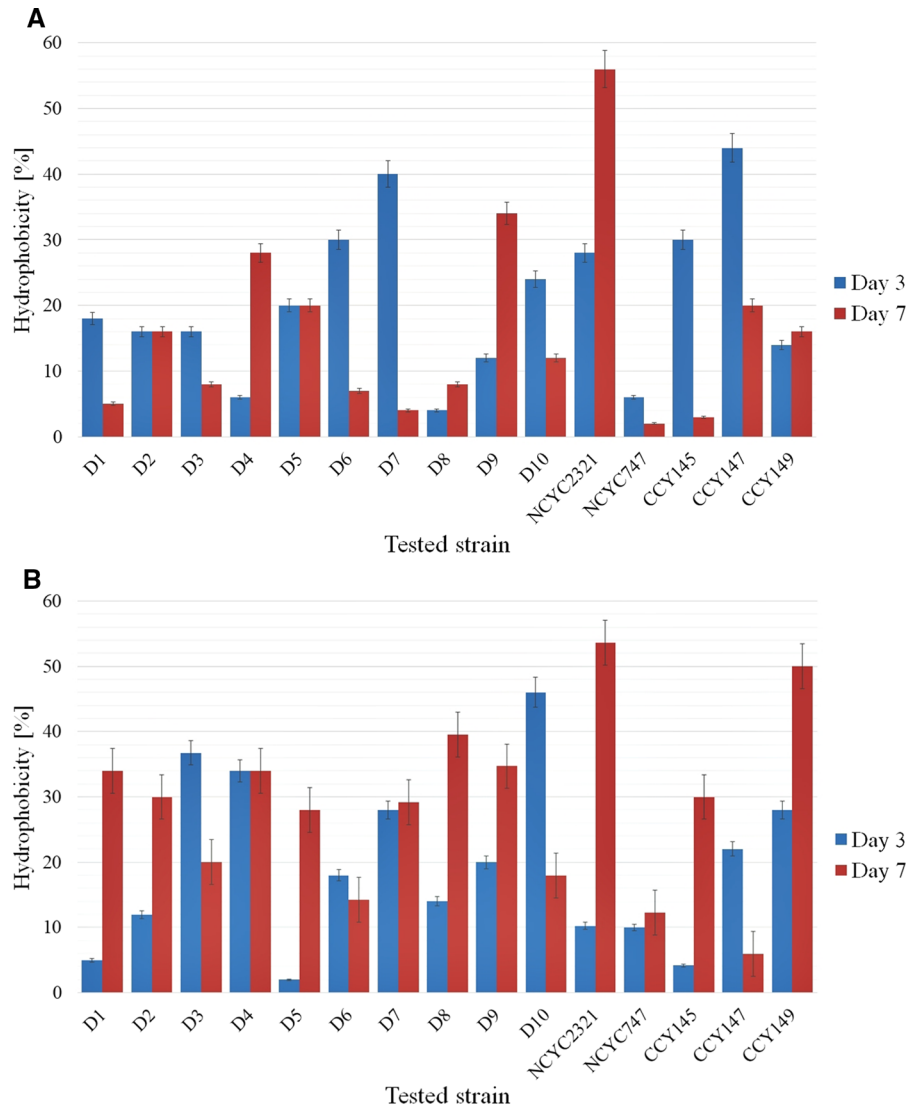 A
60
50
40
30
20
10
0
Hydrophobicity [%]
D1 D2 D3 D4 D5 D6 D7 D8 D9 D10 NCYC2321 NCYC747 CCY145 CCY147 CCY149
Tested strain
Day 3
Day 7
B
60
50
40
30
20
10
0
Hydrophobicity [%]
D1 D2 D3 D4 D5 D6 D7 D8 D9 D10 NCYC2321 NCYC747 CCY145 CCY147 CCY149
Tested strain
Day 3
Day 7